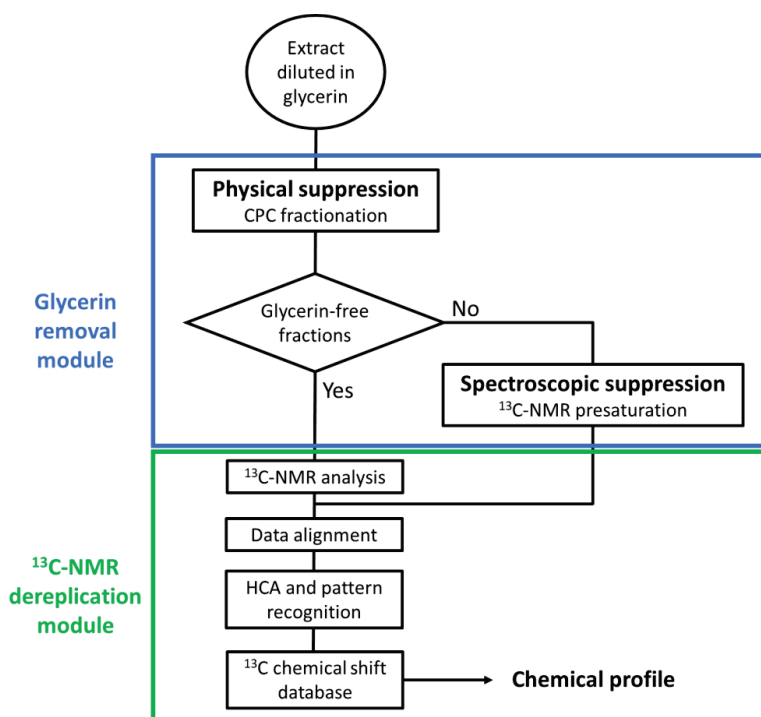 Extract
diluted in
glycerin
Physical suppression
CPC fractionation
Glycerin
removal
module
Glycerin-free
fractions
No
Yes
Spectroscopic suppression
¹³C-NMR presaturation
¹³C-NMR analysis
Data alignment
¹³C-NMR
dereplication
module
HCA and pattern
recognition
¹³C chemical shift
database
Chemical profile